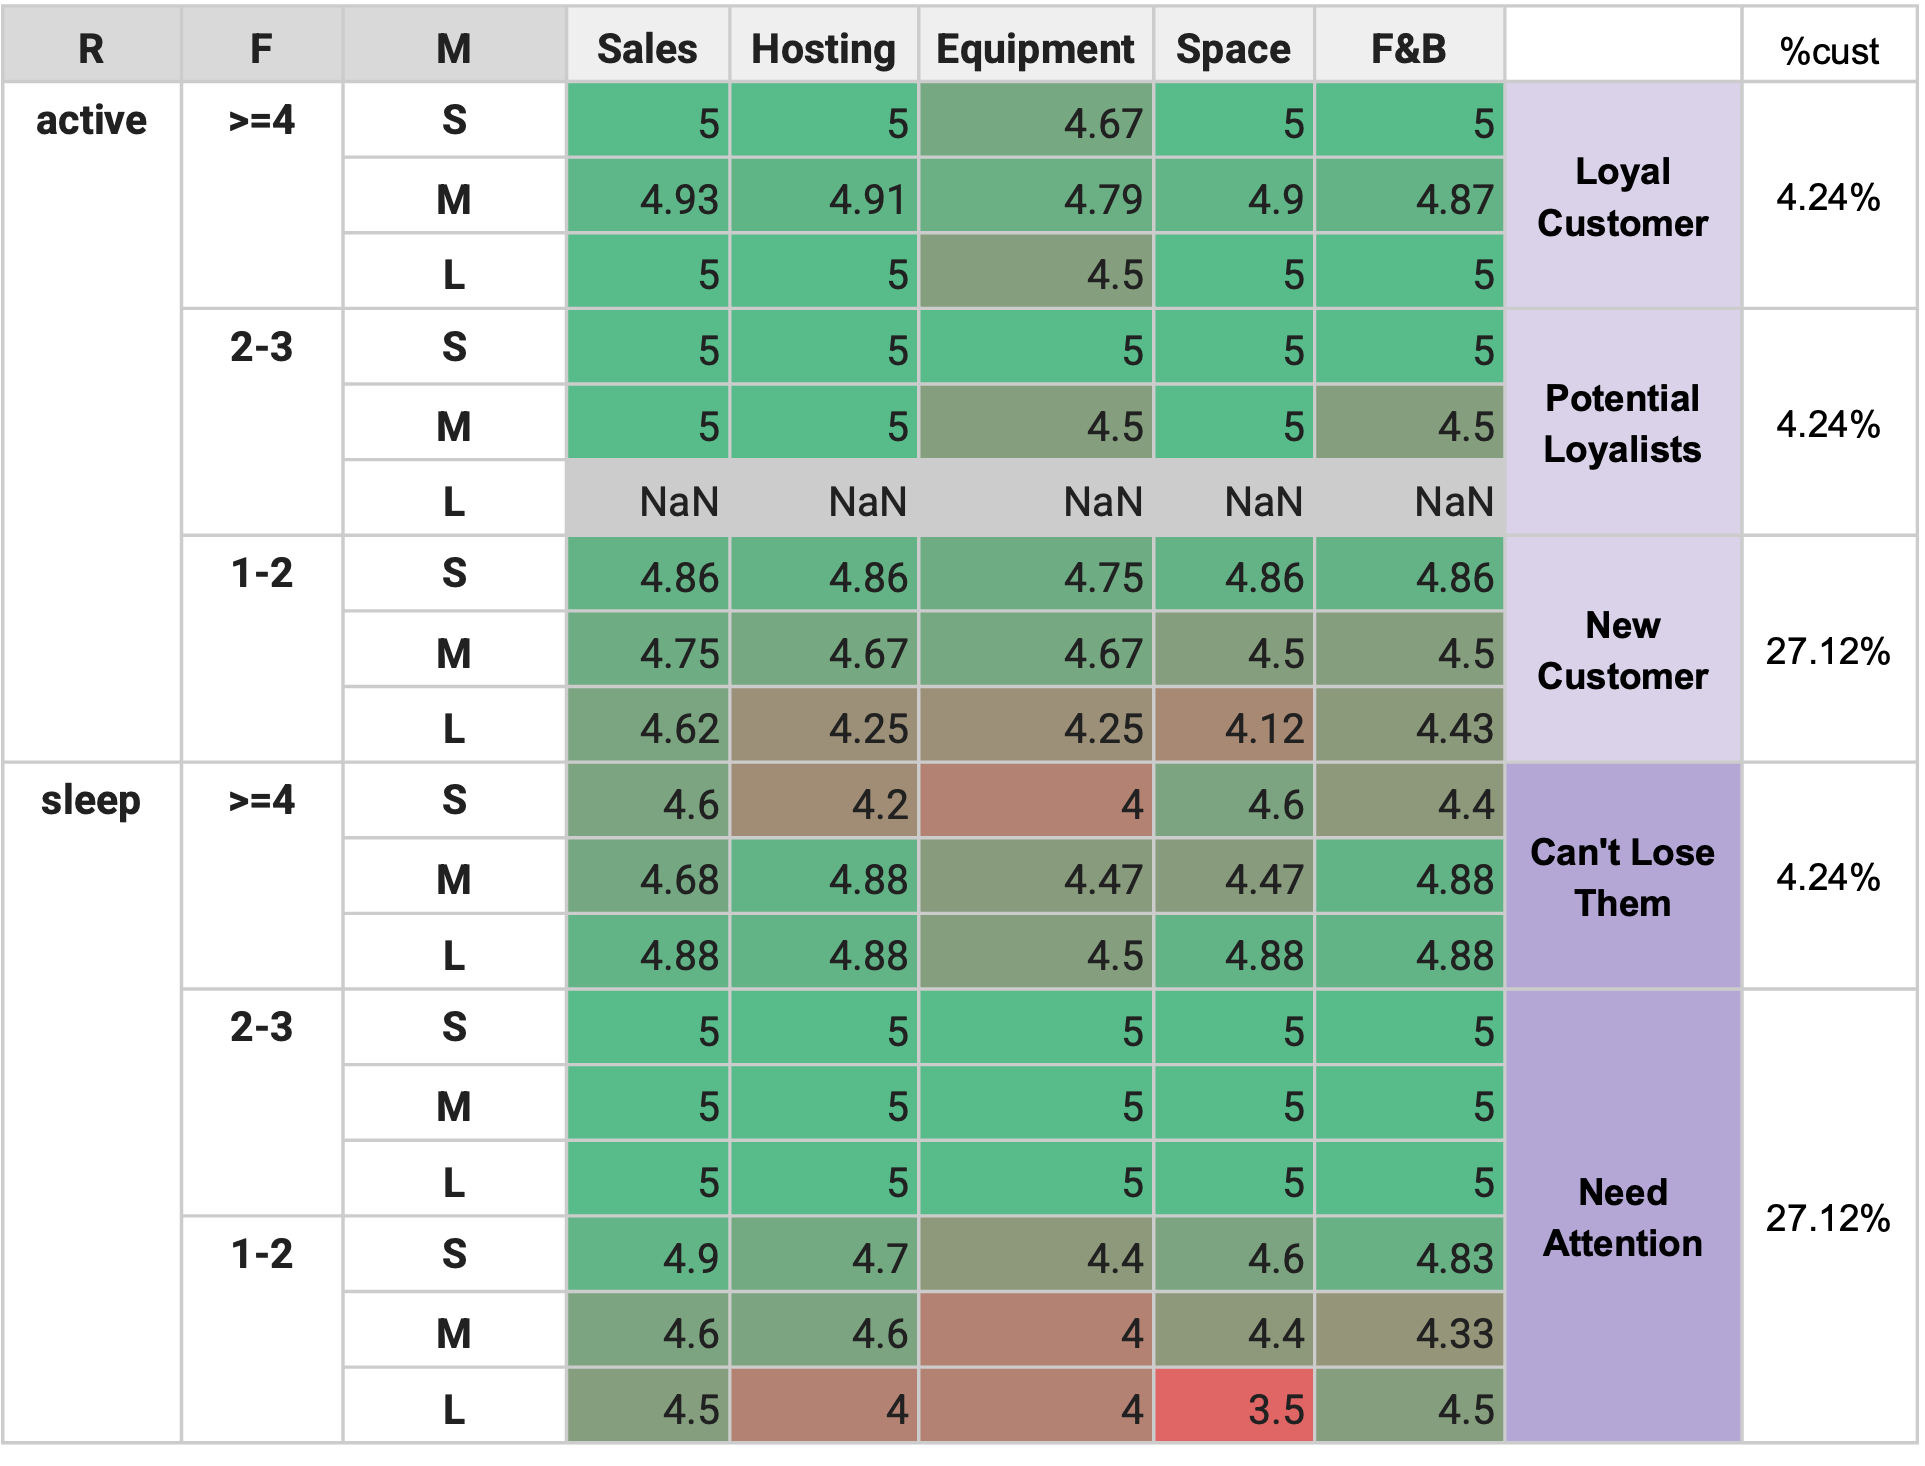 R F M Sales Hosting Equipment Space F&B %cust
active >=4 S 5 5 4.67 5 5
Loyal
Customer
4.24%
M 4.93 4.91 4.79 4.9 4.87
L 5 5 4.5 5 5
2-3 S 5 5 5 5 5
Potential
Loyalists
4.24%
M 5 5 4.5 5 4.5
L NaN NaN NaN NaN NaN
1-2 S 4.86 4.86 4.75 4.86 4.86
New
Customer
27.12%
M 4.75 4.67 4.67 4.5 4.5
L 4.62 4.25 4.25 4.12 4.43
sleep >=4 S 4.6 4.2 4 4.6 4.4
Can't Lose
Them
4.24%
M 4.68 4.88 4.47 4.47 4.88
L 4.88 4.88 4.5 4.88 4.88
2-3 S 5 5 5 5 5
M 5 5 5 5 5
L 5 5 5 5 5
Need
Attention
27.12%
1-2 S 4.9 4.7 4.4 4.6 4.83
M 4.6 4.6 4 4.4 4.33
L 4.5 4 4 3.5 4.5